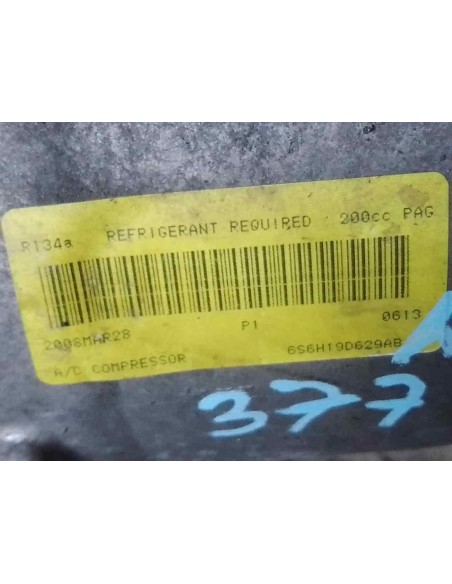 R134a REFRIGERANT REQUIRED 200cc PAG
2008MAR28 P1 0613
A/C COMPRESSOR 6S6H19D629AB
377